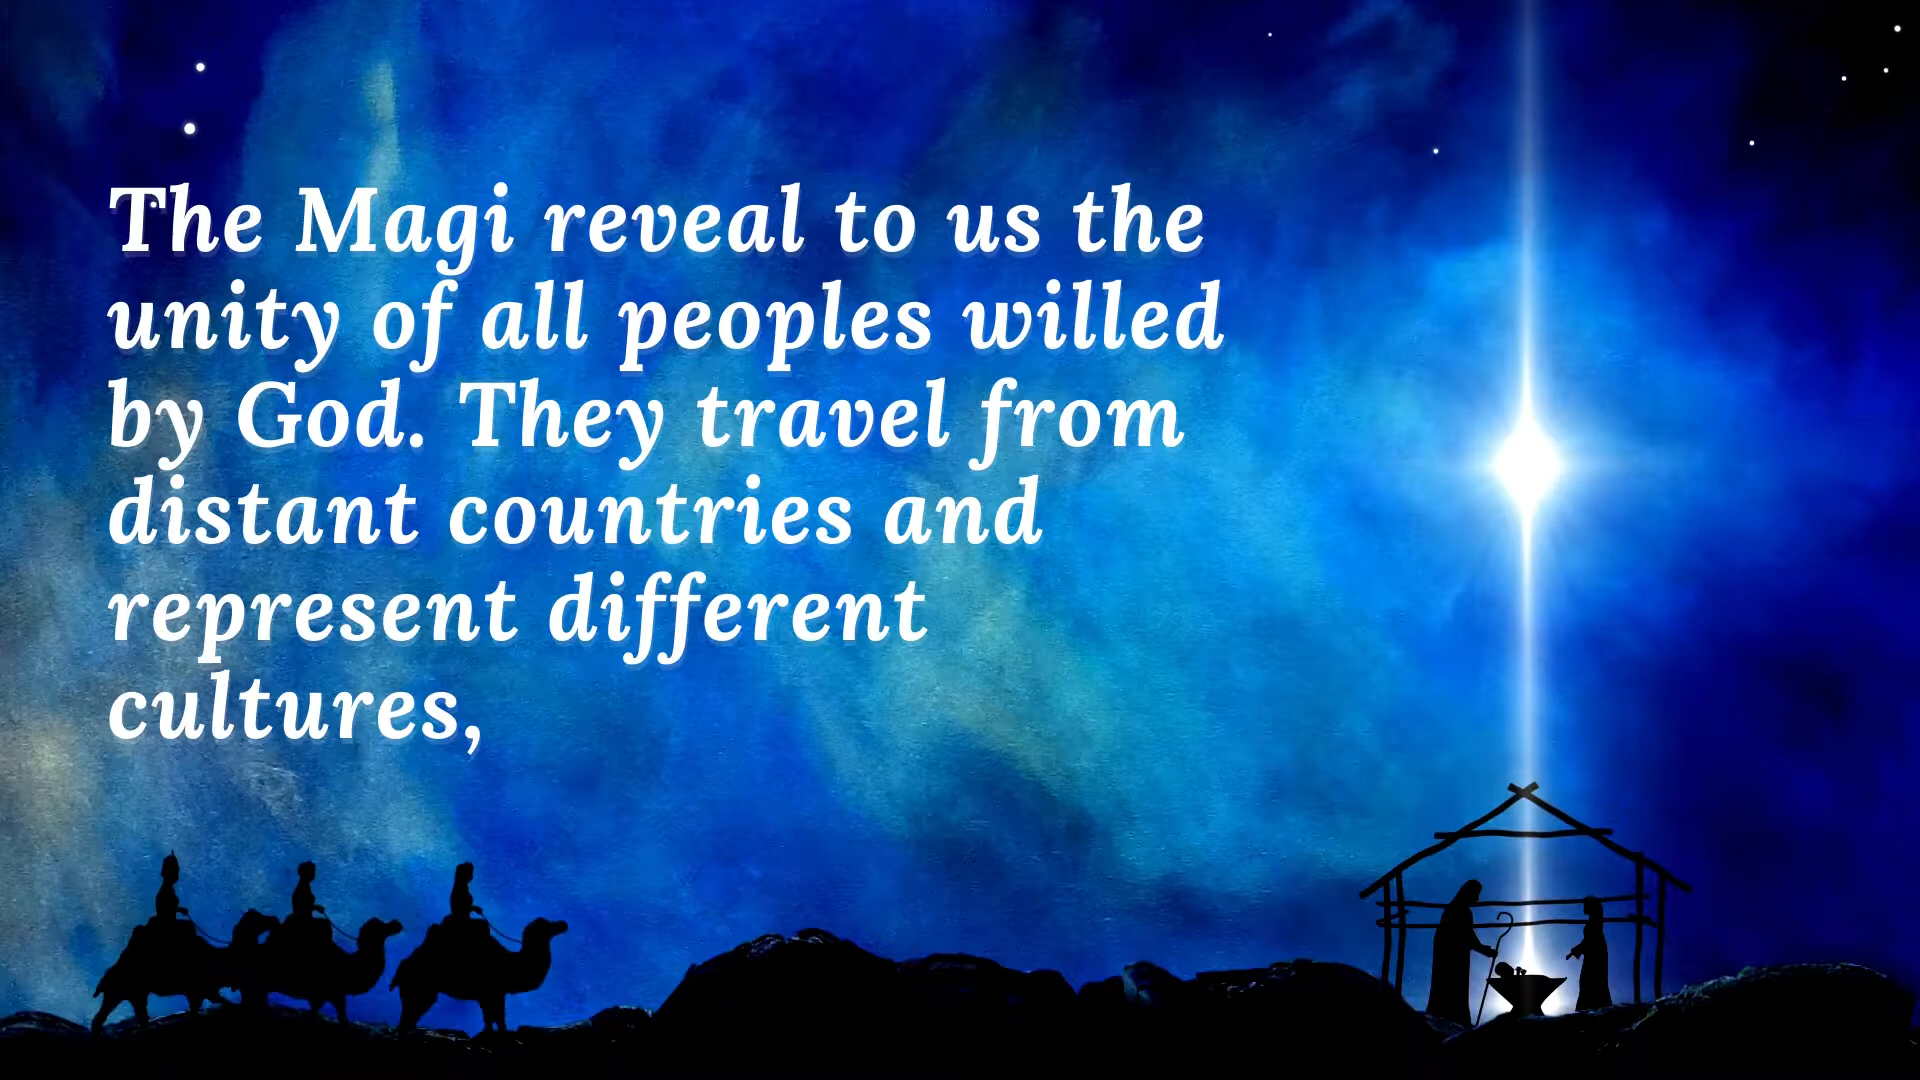 The Magi reveal to us the
unity of all peoples willed
by God. They travel from
distant countries and
represent different
cultures,